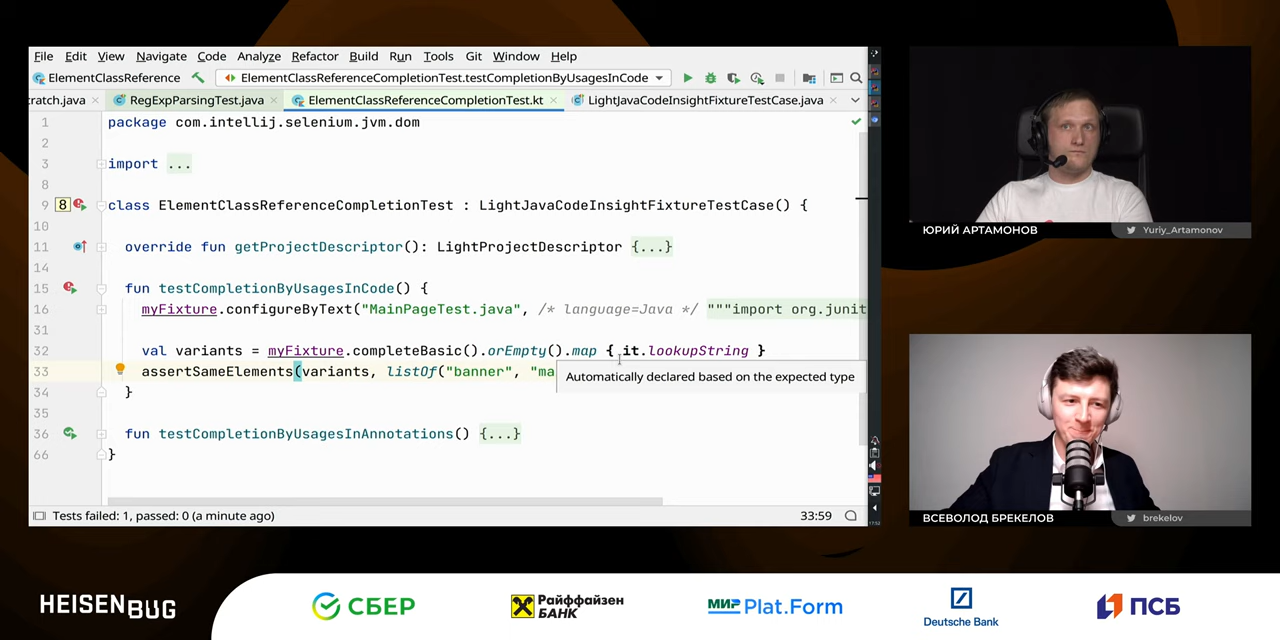 File Edit View Navigate Code Analyze Refactor Build Run Tools Git Window Help
ElementClassReference ElementClassReferenceCompletionTest.testCompletionByUsagesInCode
ratch.java RegExpParsingTest.java ElementClassReferenceCompletionTest.kt LightJavaCodeInsightFixtureTestCase.java
1 package com.intellij.selenium.jvm.dom
2
3 import ...
8
9 class ElementClassReferenceCompletionTest : LightJavaCodeInsightFixtureTestCase() {
8
10
11 override fun getProjectDescriptor(): LightProjectDescriptor {...}
14
15 fun testCompletionByUsagesInCode() {
16 myFixture.configureByText("MainPageTest.java", /* language=Java */ """import org.junit
31
32 val variants = myFixture.completeBasic().orEmpty().map { it.lookupString }
33 assertSameElements(variants, listOf("banner", "ma
Automatically declared based on the expected type
34 }
35
36 fun testCompletionByUsagesInAnnotations() {...}
66 }
Tests failed: 1, passed: 0 (a minute ago) 33:59
ЮРИЙ АРТАМОНОВ Yuriy_Artamonov
ВСЕВОЛОД БРЕКЕЛОВ brekelov
HEISENBUG
СБЕР
Райффайзен
БАНК
МИР Plat.Form
Deutsche Bank
ПСБ